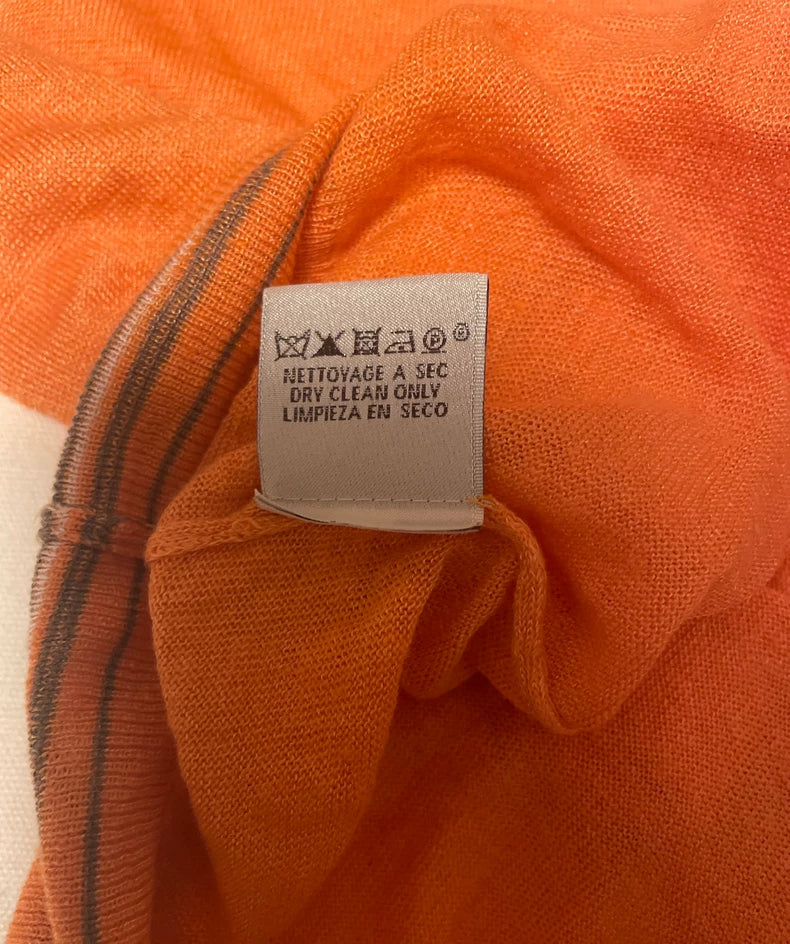 NETTOYAGE A SEC
DRY CLEAN ONLY
LIMPIEZA EN SECO